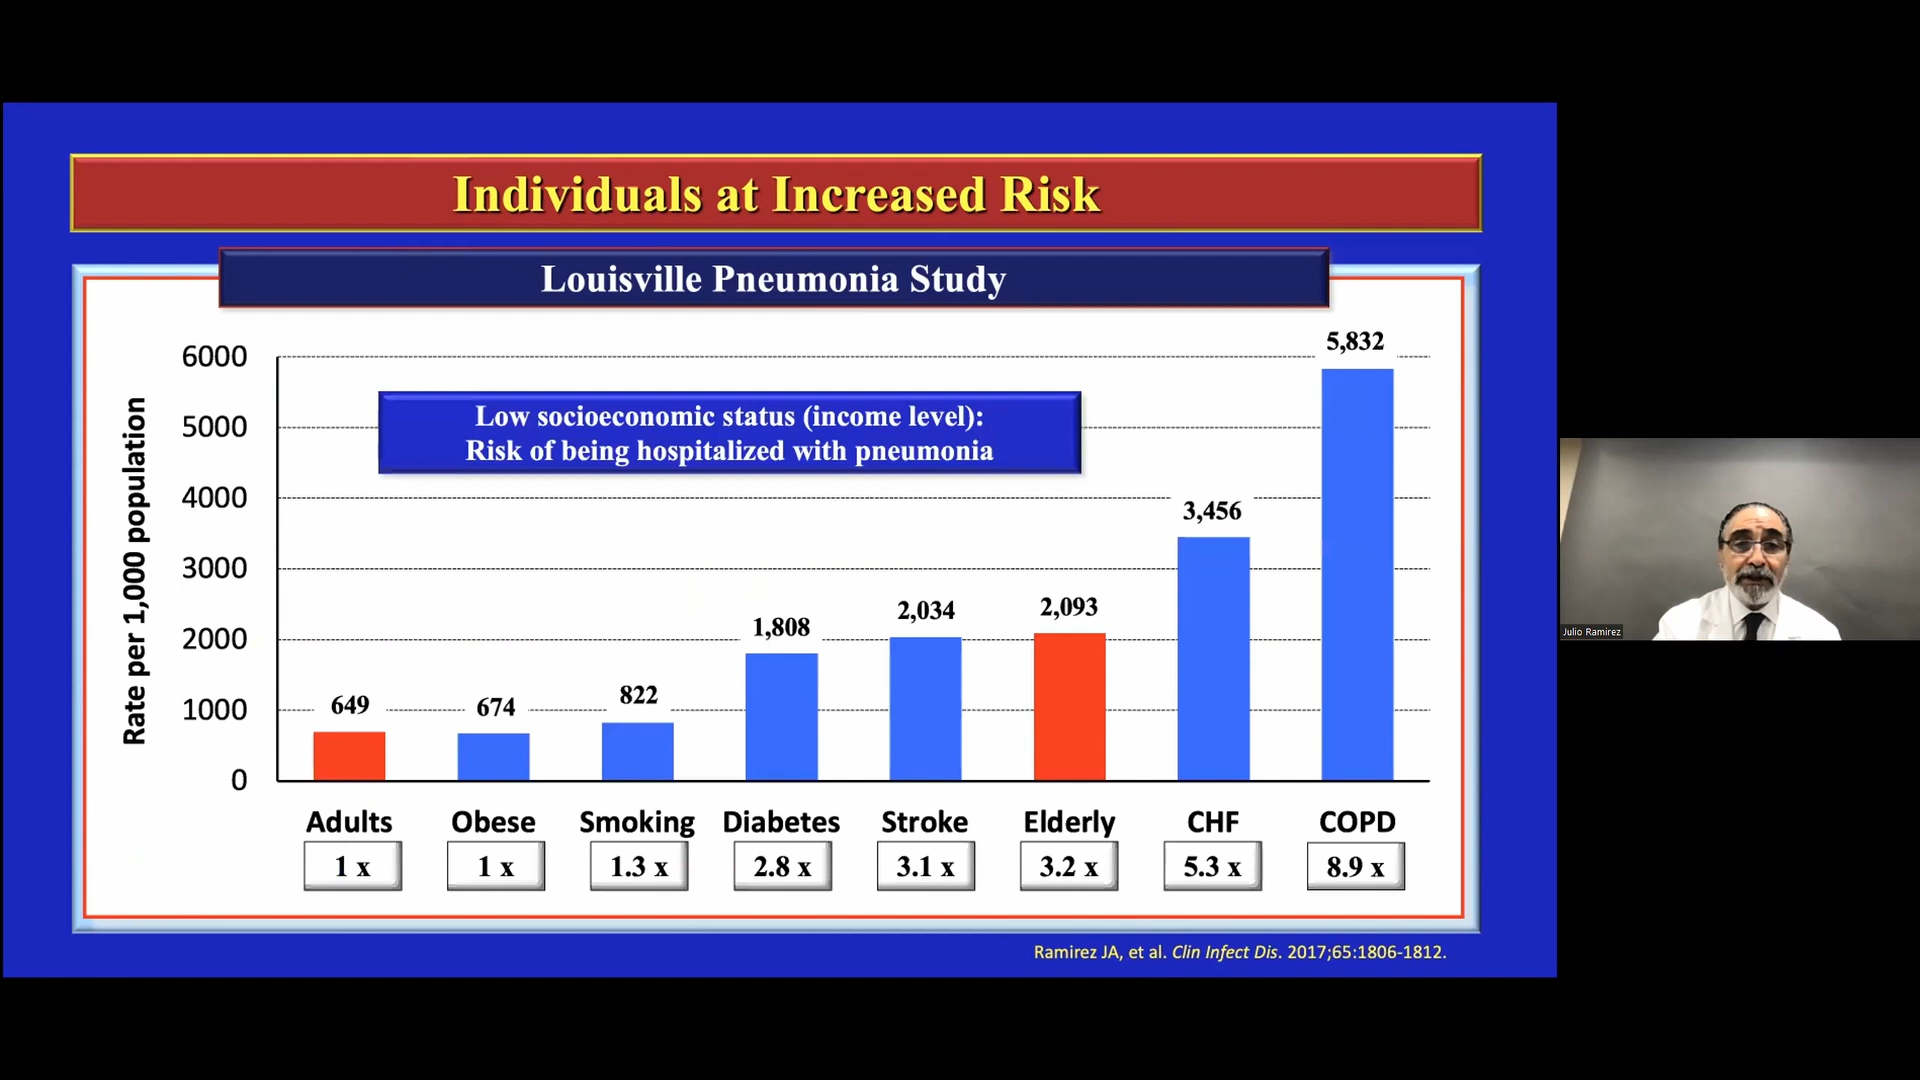 Individuals at Increased Risk
Louisville Pneumonia Study
Low socioeconomic status (income level):
Risk of being hospitalized with pneumonia
Rate per 1,000 population
6000
5000
4000
3000
2000
1000
0
649
674
822
1,808
2,034
2,093
3,456
5,832
Adults Obese Smoking Diabetes Stroke Elderly CHF COPD
1 x 1 x 1.3 x 2.8 x 3.1 x 3.2 x 5.3 x 8.9 x
Ramirez JA, et al. Clin Infect Dis. 2017;65:1806-1812.
Julio Ramirez